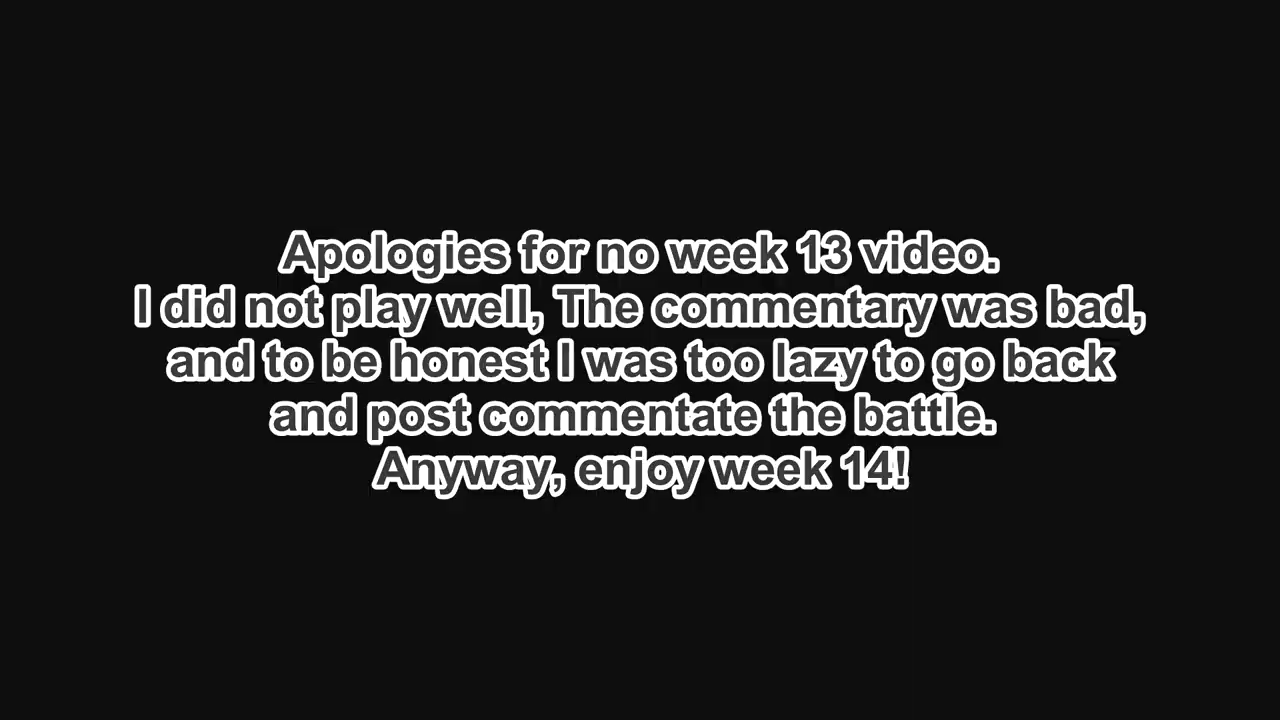 Apologies for no week 13 video.
I did not play well, The commentary was bad,
and to be honest I was too lazy to go back
and post commentate the battle.
Anyway, enjoy week 14!